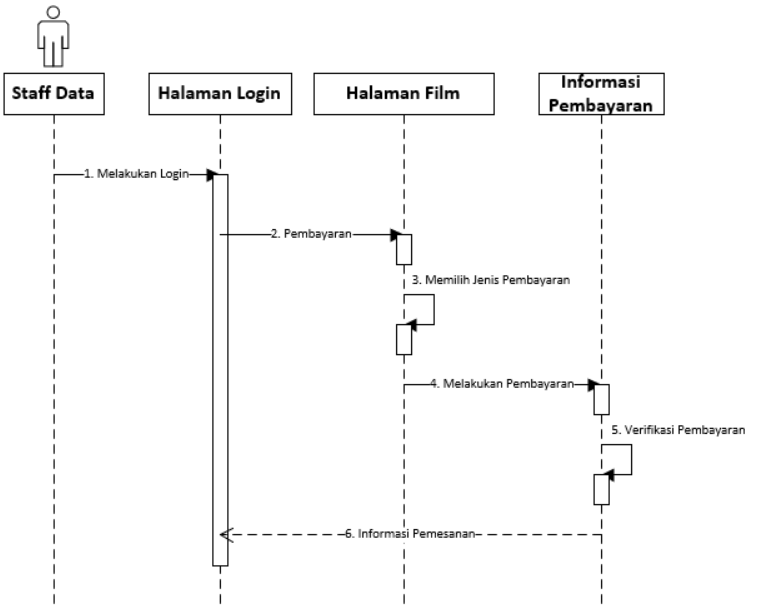 Staff Data
Halaman Login
Halaman Film
Informasi
Pembayaran
1. Melakukan Login
2. Pembayaran
3. Memilih Jenis Pembayaran
4. Melakukan Pembayaran
5. Verifikasi Pembayaran
6. Informasi Pemesanan